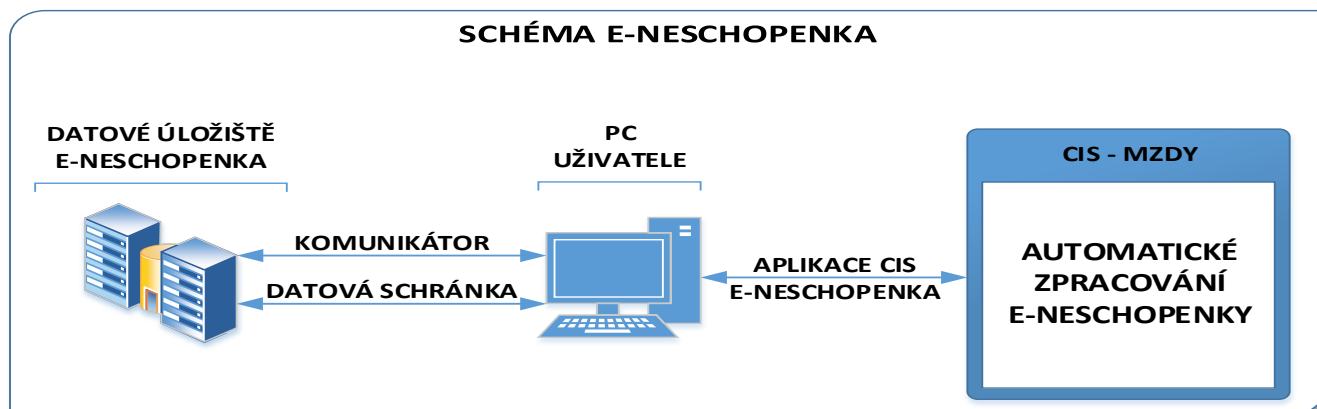 SCHÉMA E-NESCHOPENKA
DATOVÉ ÚLOŽIŠTĚ
E-NESCHOPENKA
PC
UŽIVATELE
KOMUNIKÁTOR
DATOVÁ SCHRÁNKA
APLIKACE CIS
E-NESCHOPENKA
CIS - MZDY
AUTOMATICKÉ
ZPRACOVÁNÍ
E-NESCHOPENKY